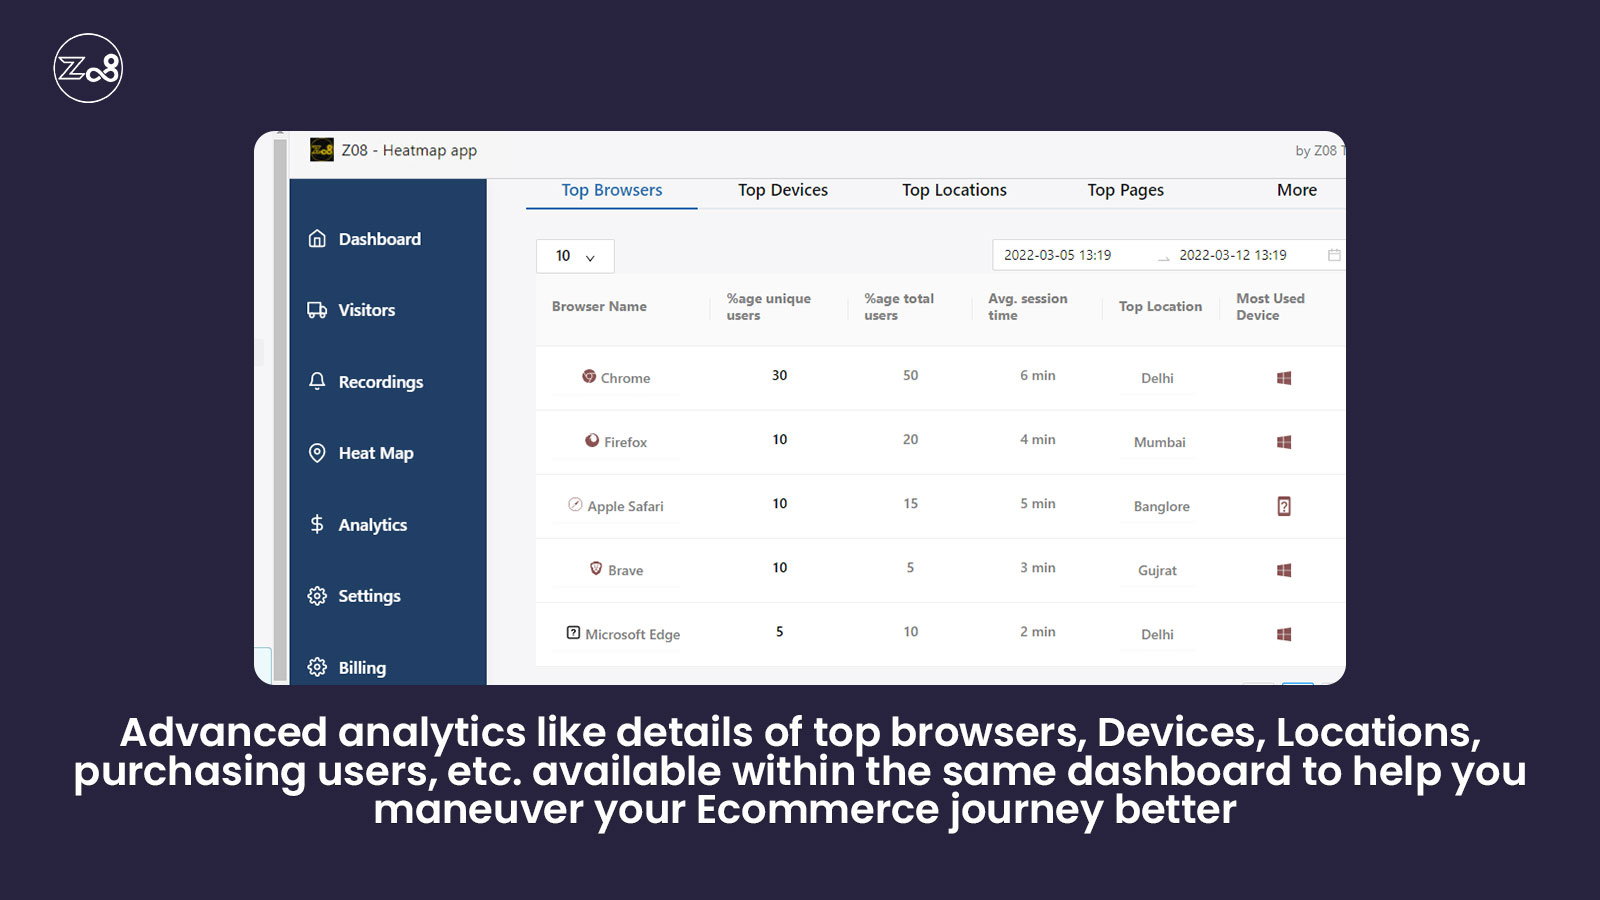 Z08
Z08 - Heatmap app
by Z08
Top Browsers Top Devices Top Locations Top Pages More
Dashboard
Visitors
Recordings
Heat Map
Analytics
Settings
Billing
10
2022-03-05 13:19 2022-03-12 13:19
Browser Name %age unique users %age total users Avg. session time Top Location Most Used Device
Chrome 30 50 6 min Delhi
Firefox 10 20 4 min Mumbai
Apple Safari 10 15 5 min Banglore
Brave 10 5 3 min Gujrat
Microsoft Edge 5 10 2 min Delhi
Advanced analytics like details of top browsers, Devices, Locations,
purchasing users, etc. available within the same dashboard to help you
maneuver your Ecommerce journey better